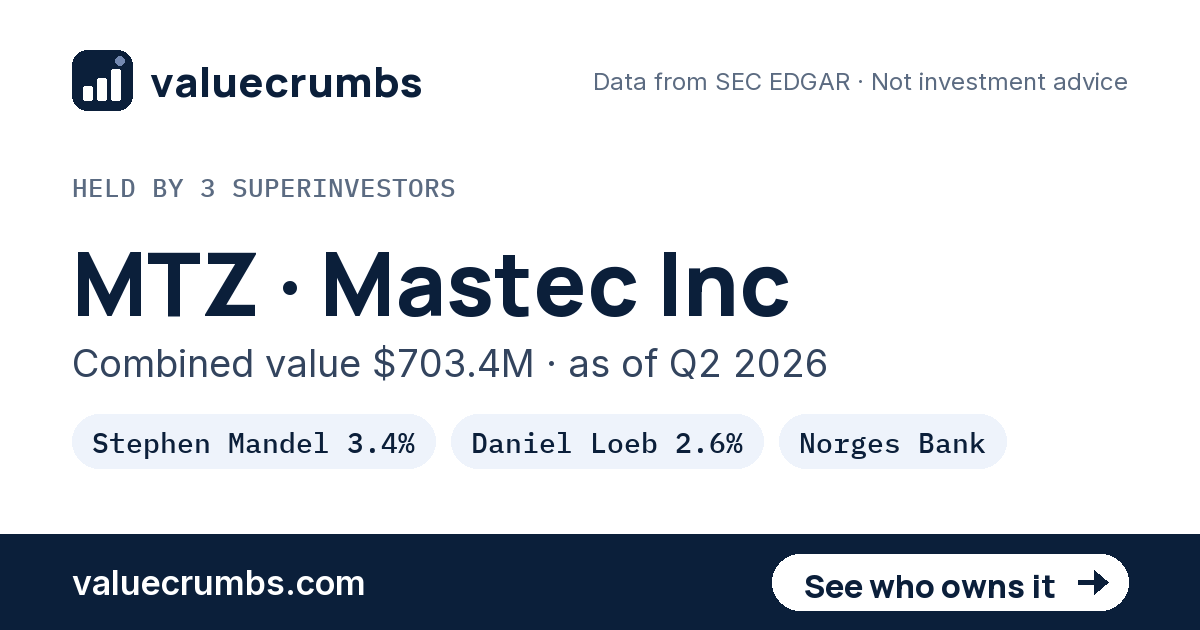 valuecrumbs
Data from SEC EDGAR · Not investment advice
HELD BY 3 SUPERINVESTORS
MTZ · Mastec Inc
Combined value $703.4M · as of Q2 2026
Stephen Mandel 3.4%
Daniel Loeb 2.6%
Norges Bank
valuecrumbs.com
See who owns it →